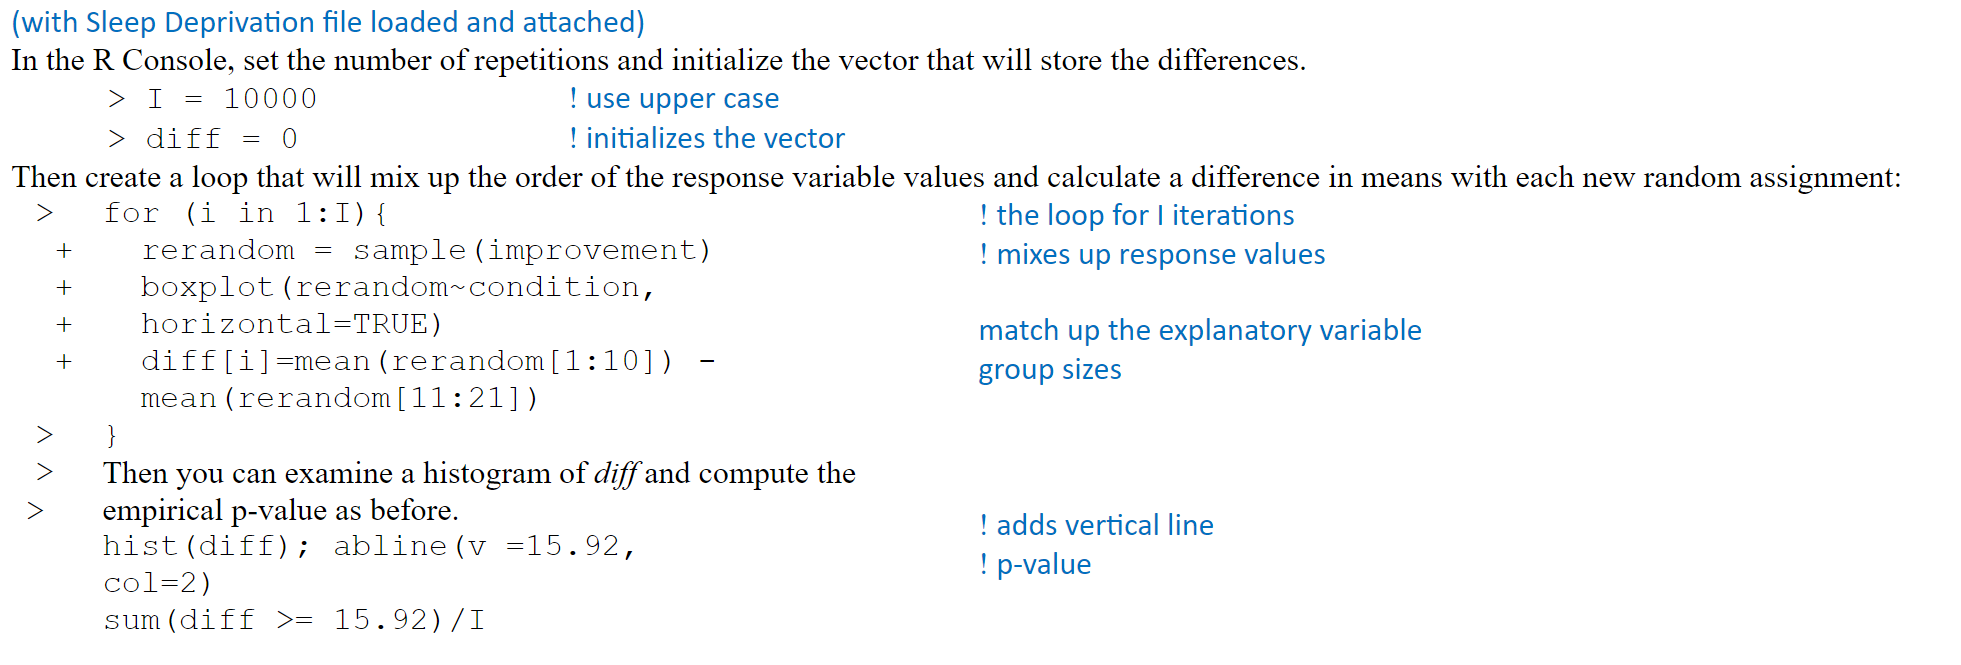 (with Sleep Deprivation file loaded and attached)
In the R Console, set the number of repetitions and initialize the vector that will store the differences.
> I = 10000 ! use upper case
> diff = 0 ! initializes the vector
Then create a loop that will mix up the order of the response variable values and calculate a difference in means with each new random assignment:
> for (i in 1:I){ ! the loop for I iterations
+ rerandom = sample(improvement) ! mixes up response values
+ boxplot(rerandom~condition,
+ horizontal=TRUE) match up the explanatory variable
+ diff[i]=mean(rerandom[1:10]) - group sizes
mean(rerandom[11:21])
> }
> Then you can examine a histogram of diff and compute the
> empirical p-value as before.
! adds vertical line
hist(diff); abline(v =15.92,
! p-value
col=2)
sum(diff >= 15.92)/I